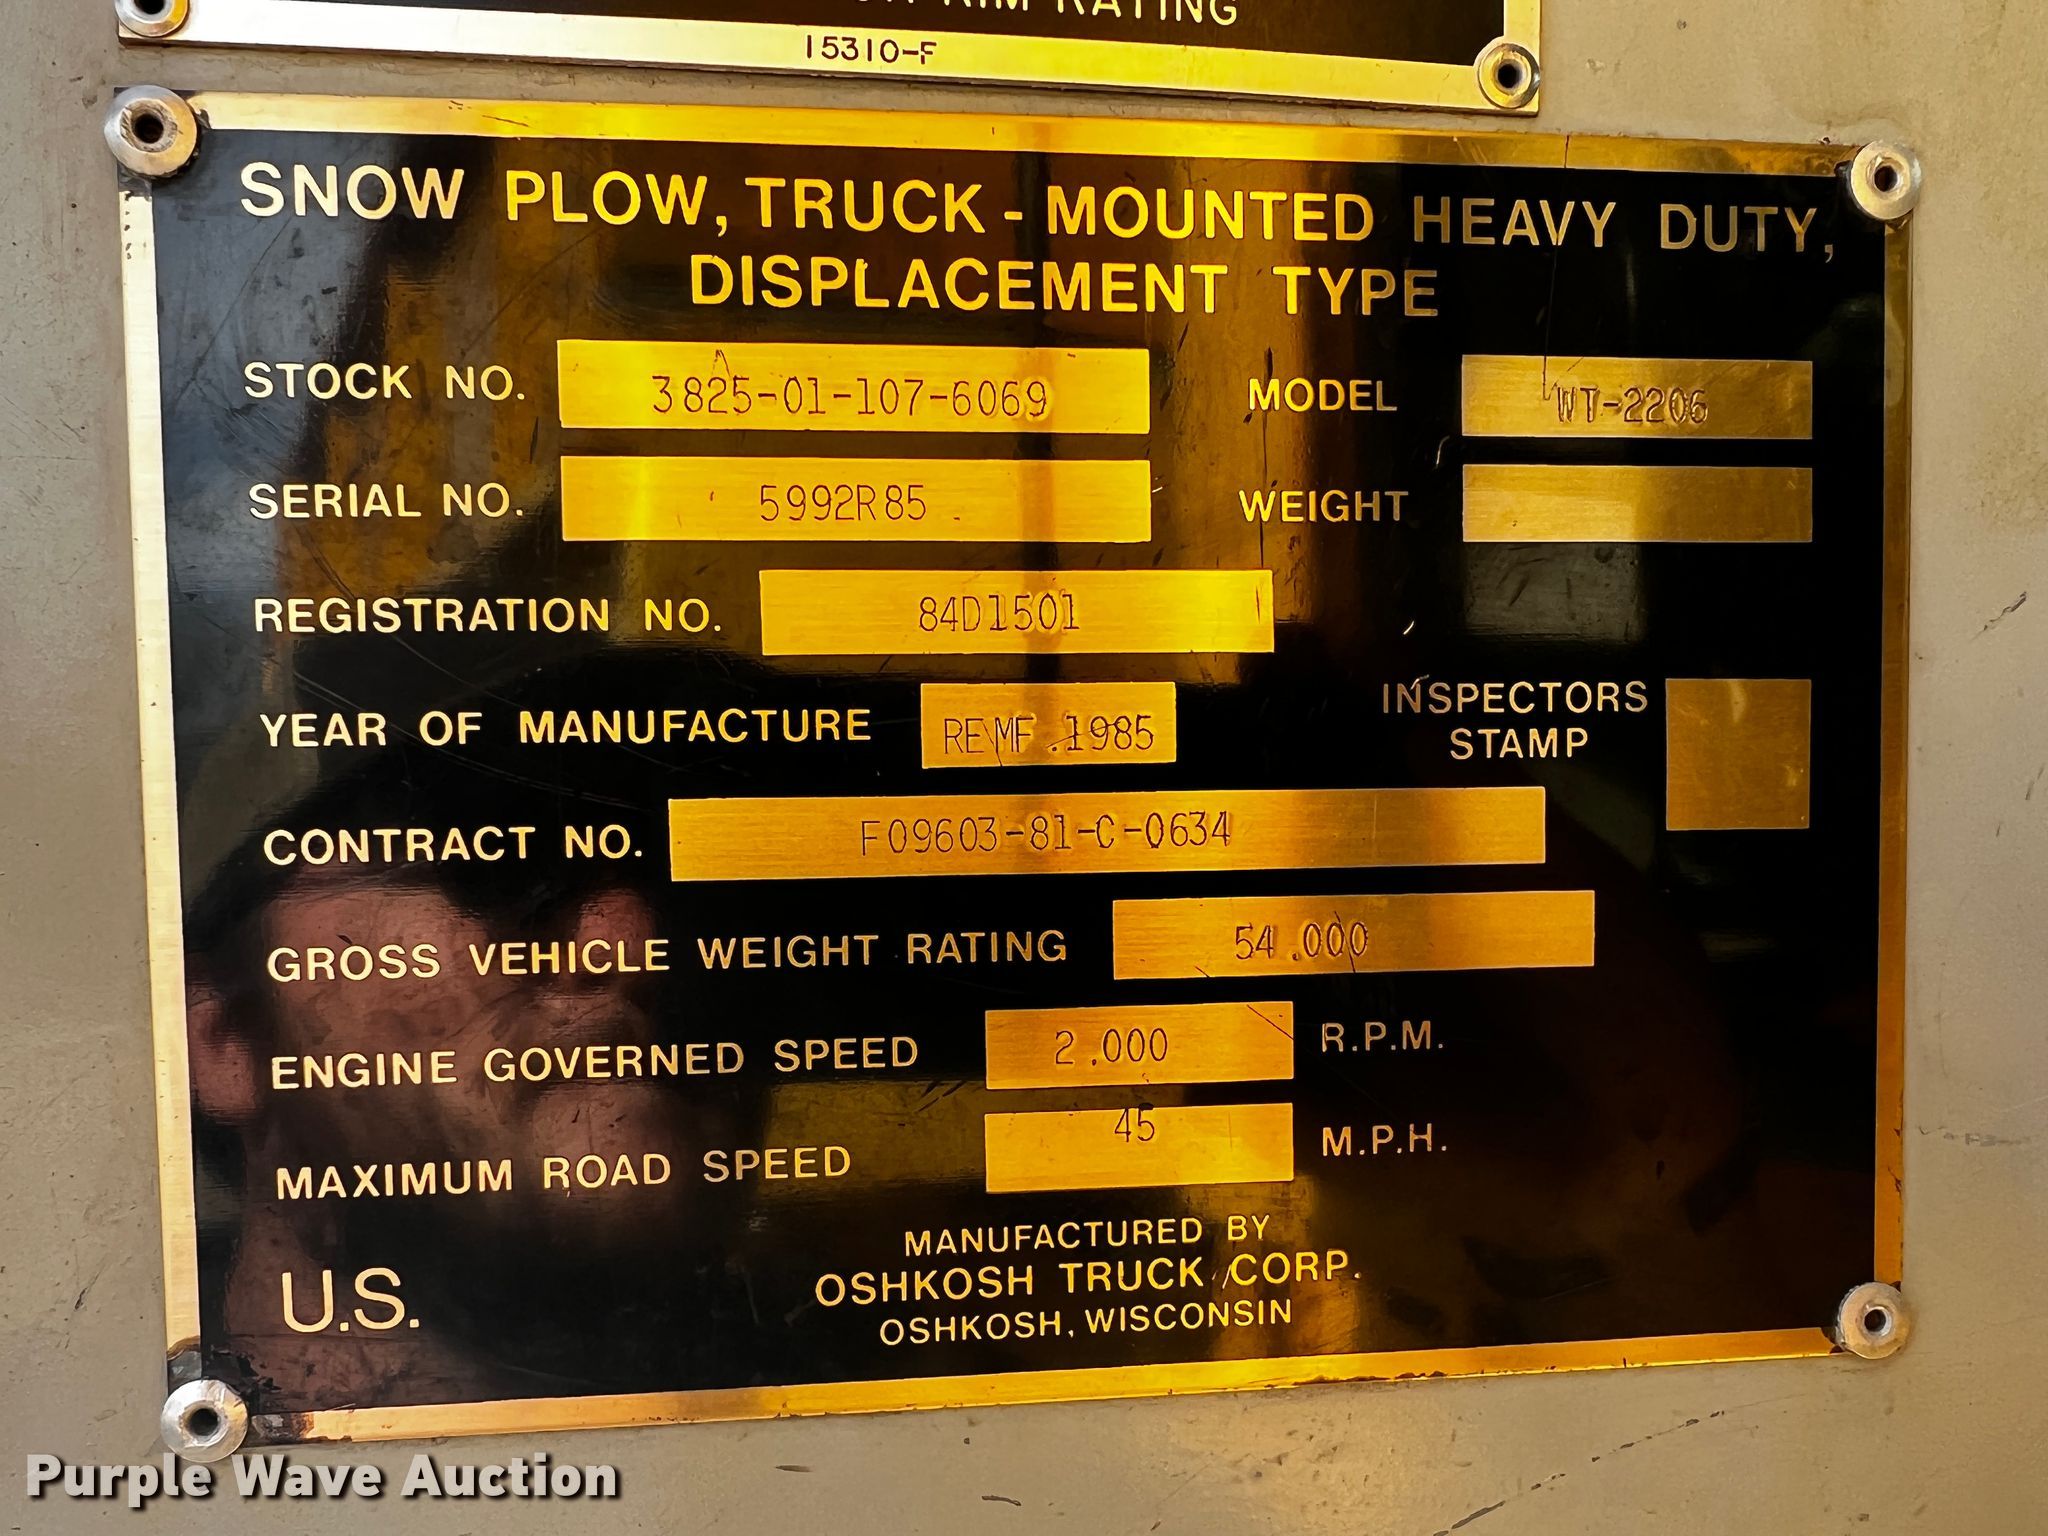 RIM RATING
15310-F
SNOW PLOW, TRUCK - MOUNTED HEAVY DUTY,
DISPLACEMENT TYPE
STOCK NO. 3825-01-107-6069 MODEL WT-2206
SERIAL NO. 5992R85 WEIGHT
REGISTRATION NO. 84D1501
YEAR OF MANUFACTURE REMF.1985 INSPECTORS
STAMP
CONTRACT NO. F09603-81-C-0634
GROSS VEHICLE WEIGHT RATING 54.000
ENGINE GOVERNED SPEED 2.000 R.P.M.
MAXIMUM ROAD SPEED 45 M.P.H.
MANUFACTURED BY
OSHKOSH TRUCK CORP.
OSHKOSH, WISCONSIN
U.S.
Purple Wave Auction